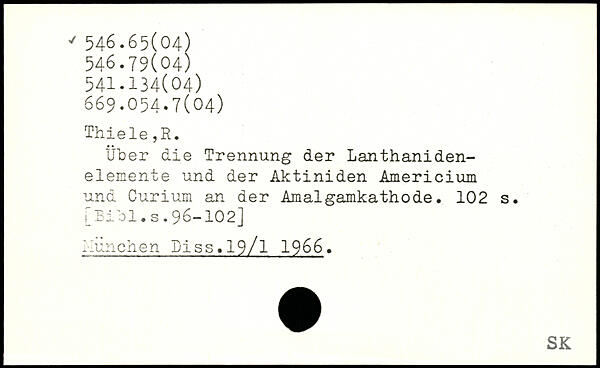 ✓ 546.65(04)
546.79(04)
541.134(04)
669.054.7(04)
Thiele,R.
Über die Trennung der Lanthaniden-
elemente und der Aktiniden Americium
und Curium an der Amalgamkathode. 102 s.
[Bibl.s.96-102]
München Diss.19/1 1966.
SK